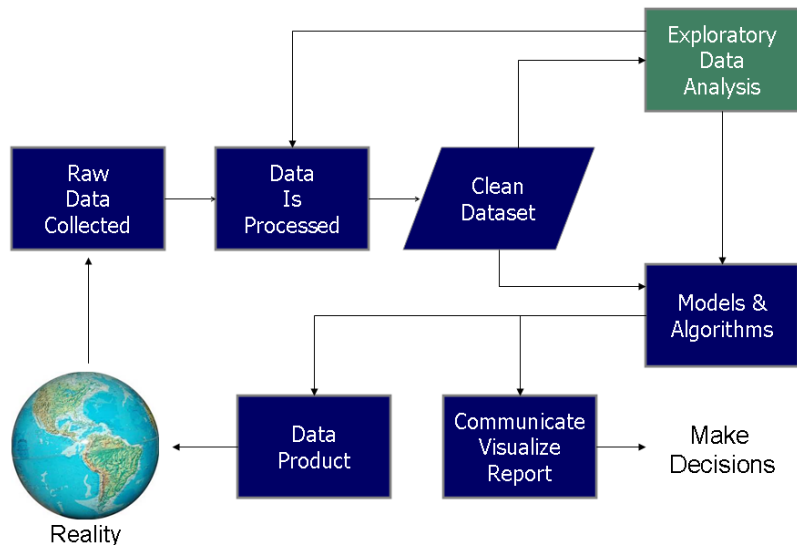 Exploratory
Data
Analysis
Raw
Data
Collected
Data
Is
Processed
Clean
Dataset
Models &
Algorithms
Data
Product
Communicate
Visualize
Report
Make
Decisions
Reality